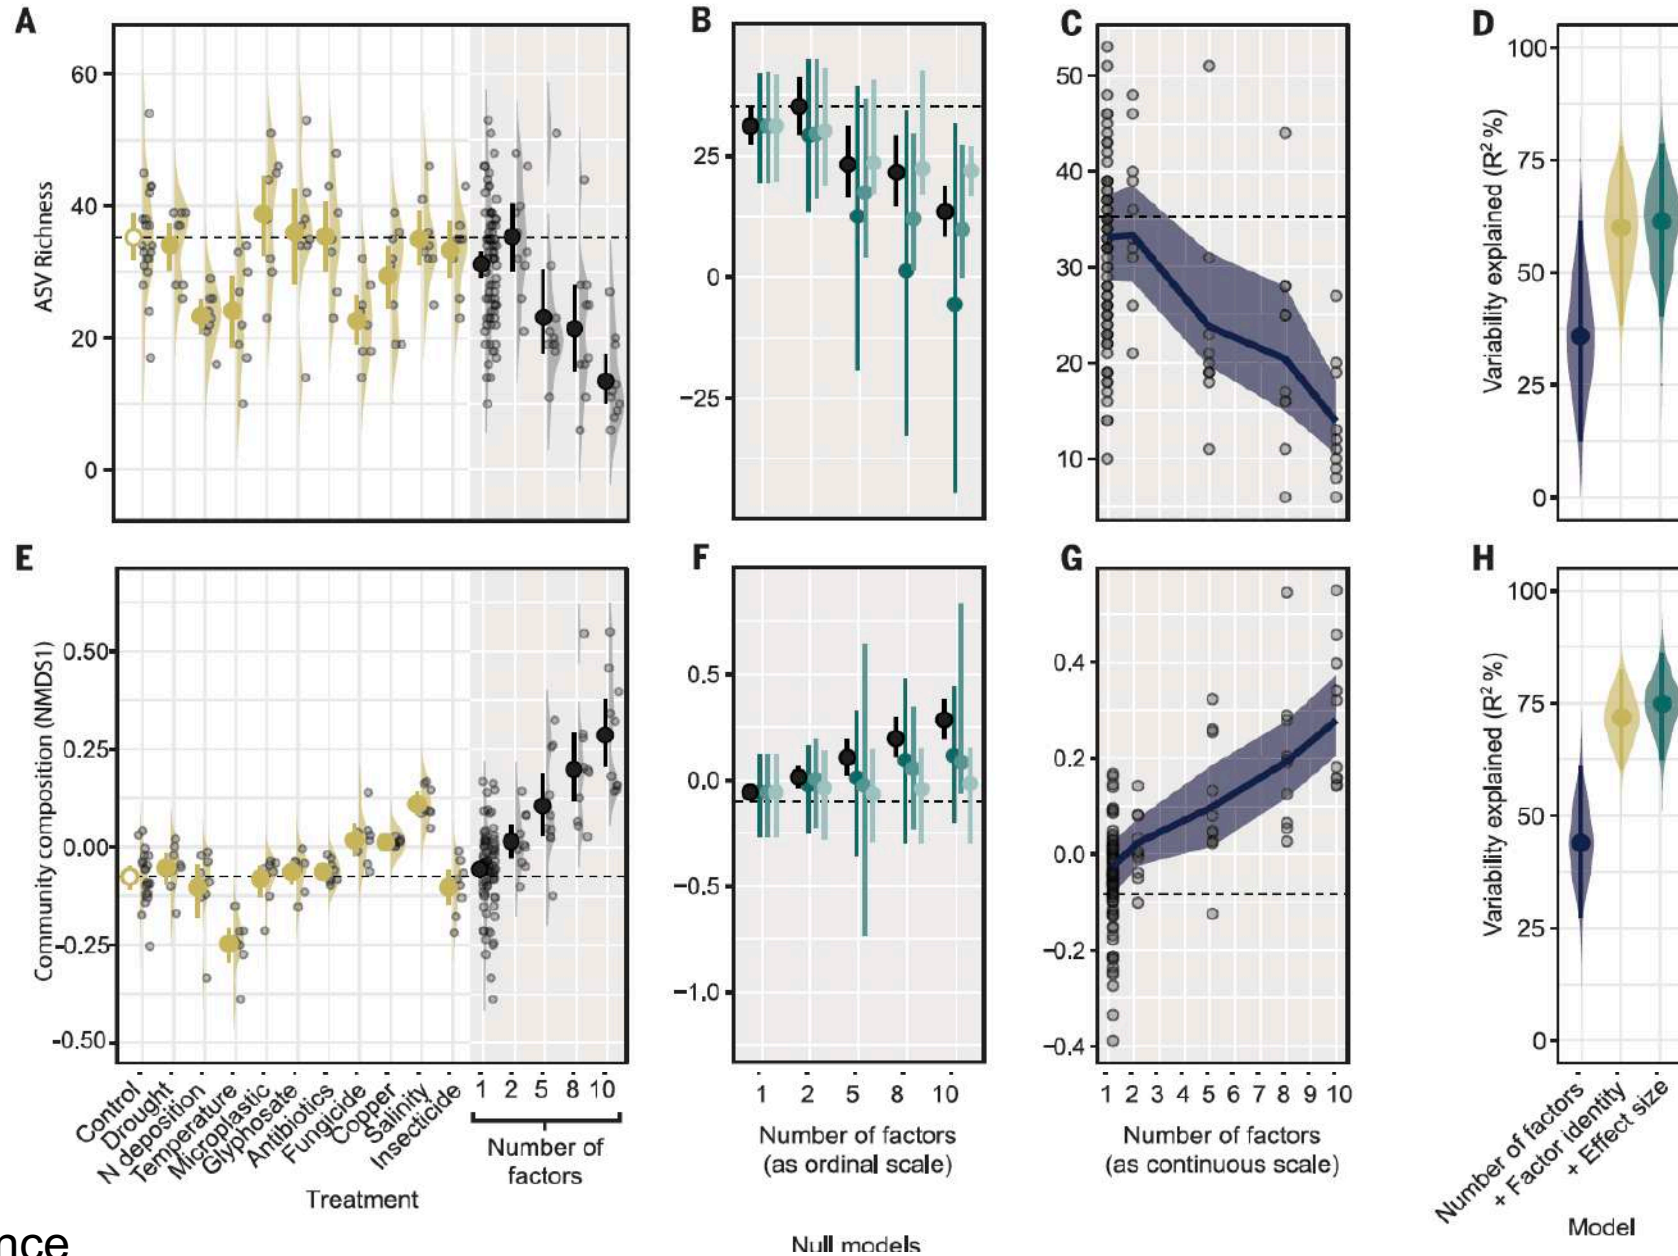 A
B
C
D
60
40
20
0
ASV Richness
25
0
−25
50
40
30
20
10
100
75
50
25
0
Variability explained (R² %)
E
F
G
H
0.50
0.25
0.00
-0.25
-0.50
Community composition (NMDS1)
0.5
0.0
−0.5
−1.0
0.4
0.2
0.0
−0.2
−0.4
100
75
50
25
0
Variability explained (R² %)
Control
Drought
N deposition
Temperature
Microplastic
Glyphosate
Antibiotics
Fungicide
Copper
Salinity
Insecticide
1 2 5 8 10
Number of
factors
Treatment
1 2 5 8 10
Number of factors
(as ordinal scale)
1 2 3 4 5 6 7 8 9 10
Number of factors
(as continuous scale)
Number of factors
+ Factor identity
+ Effect size
Model
nce
Null models